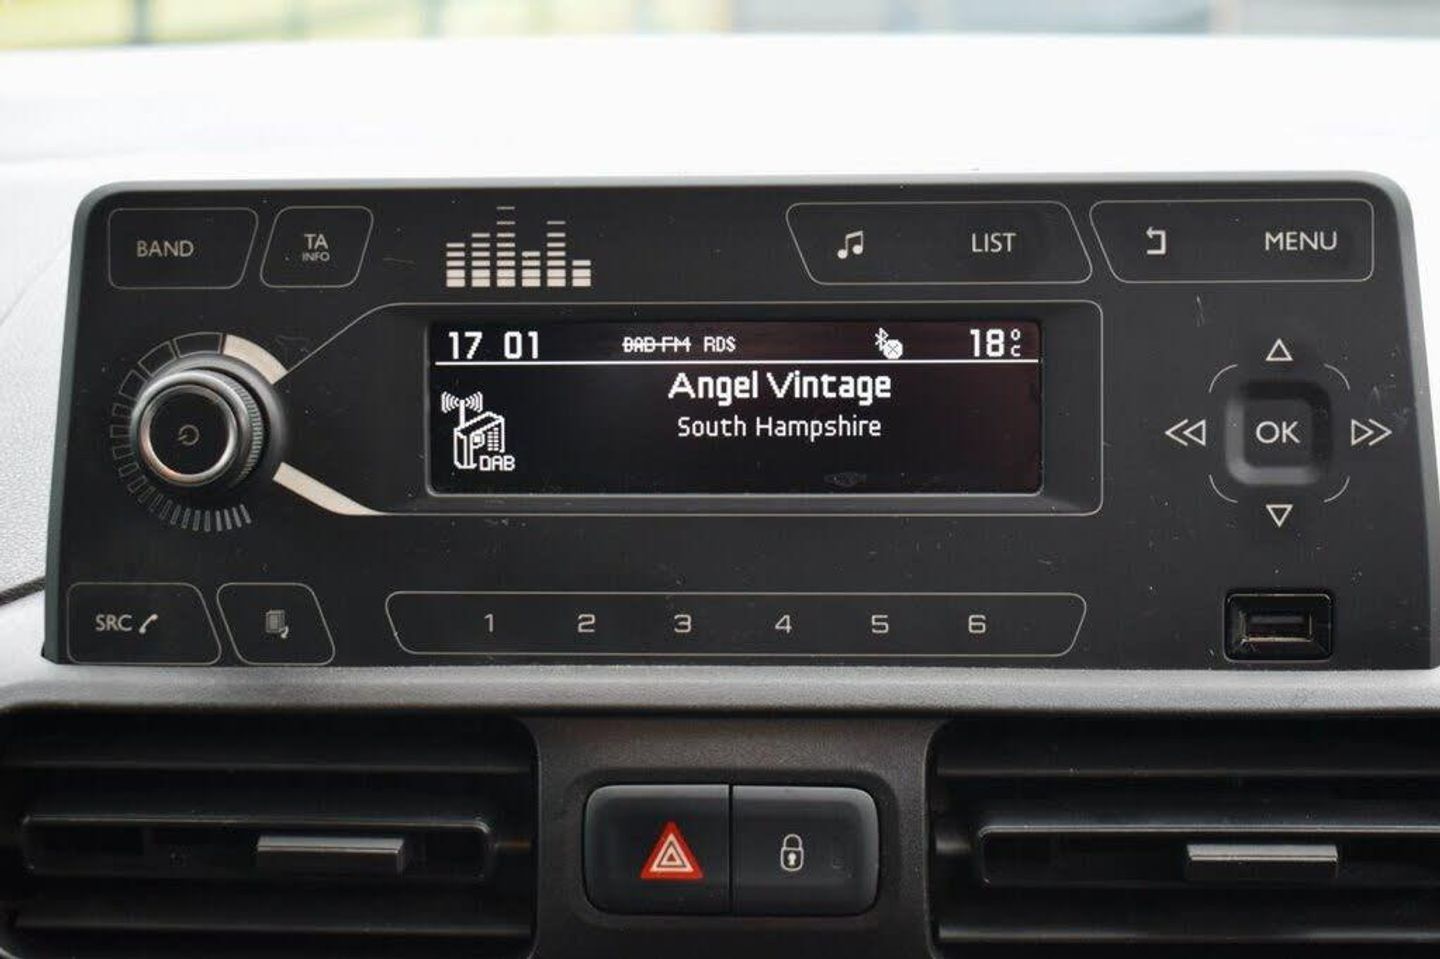 BAND
TA
INFO
LIST
MENU
17 01 DAB-FM RDS 18°C
Angel Vintage
South Hampshire
DAB
OK
SRC
1 2 3 4 5 6